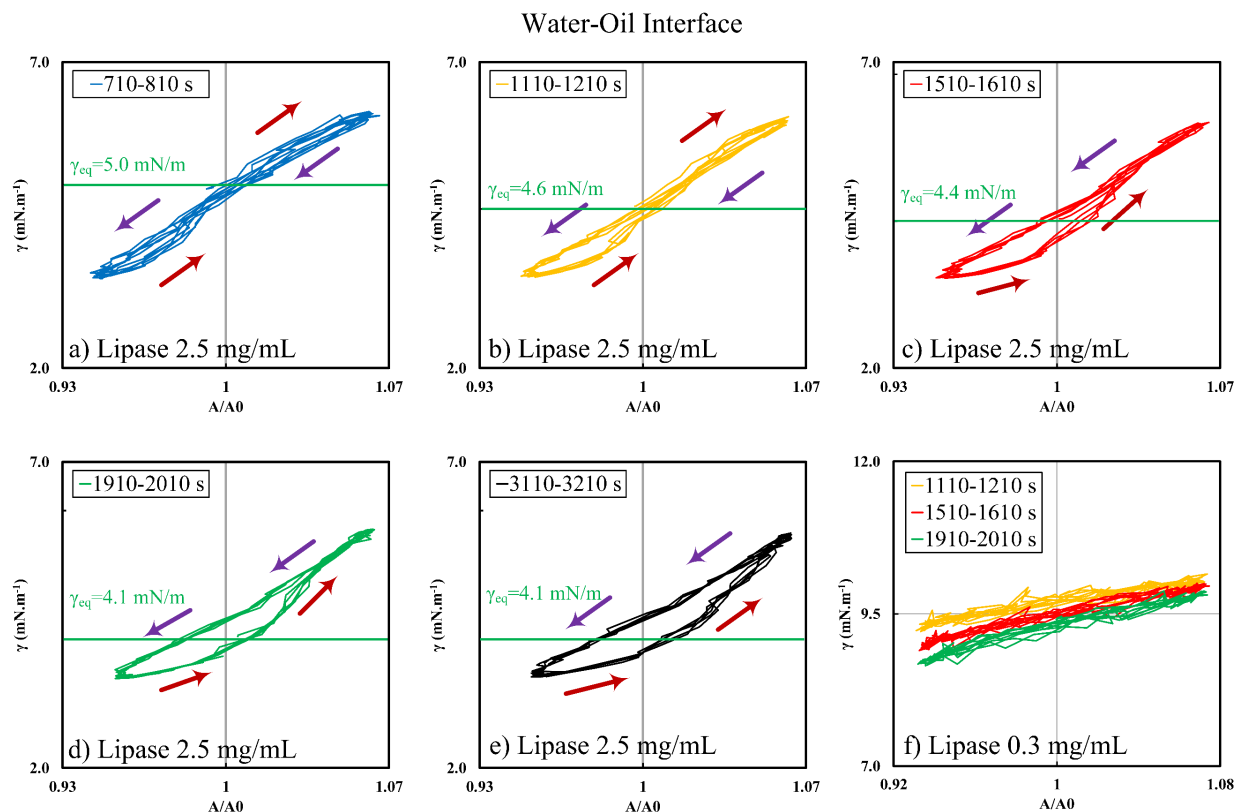 Water-Oil Interface
7.0
710-810 s
γeq=5.0 mN/m
γ (mN.m⁻¹)
a) Lipase 2.5 mg/mL
2.0
0.93
1
1.07
A/A0
7.0
1110-1210 s
γeq=4.6 mN/m
γ (mN.m⁻¹)
b) Lipase 2.5 mg/mL
2.0
0.93
1
1.07
A/A0
7.0
1510-1610 s
γeq=4.4 mN/m
γ (mN.m⁻¹)
c) Lipase 2.5 mg/mL
2.0
0.93
1
1.07
A/A0
7.0
1910-2010 s
γeq=4.1 mN/m
γ (mN.m⁻¹)
d) Lipase 2.5 mg/mL
2.0
0.93
1
1.07
A/A0
7.0
3110-3210 s
γeq=4.1 mN/m
γ (mN.m⁻¹)
e) Lipase 2.5 mg/mL
2.0
0.93
1
1.07
A/A0
12.0
1110-1210 s
1510-1610 s
1910-2010 s
9.5
γ (mN.m⁻¹)
f) Lipase 0.3 mg/mL
7.0
0.92
1
1.08
A/A0